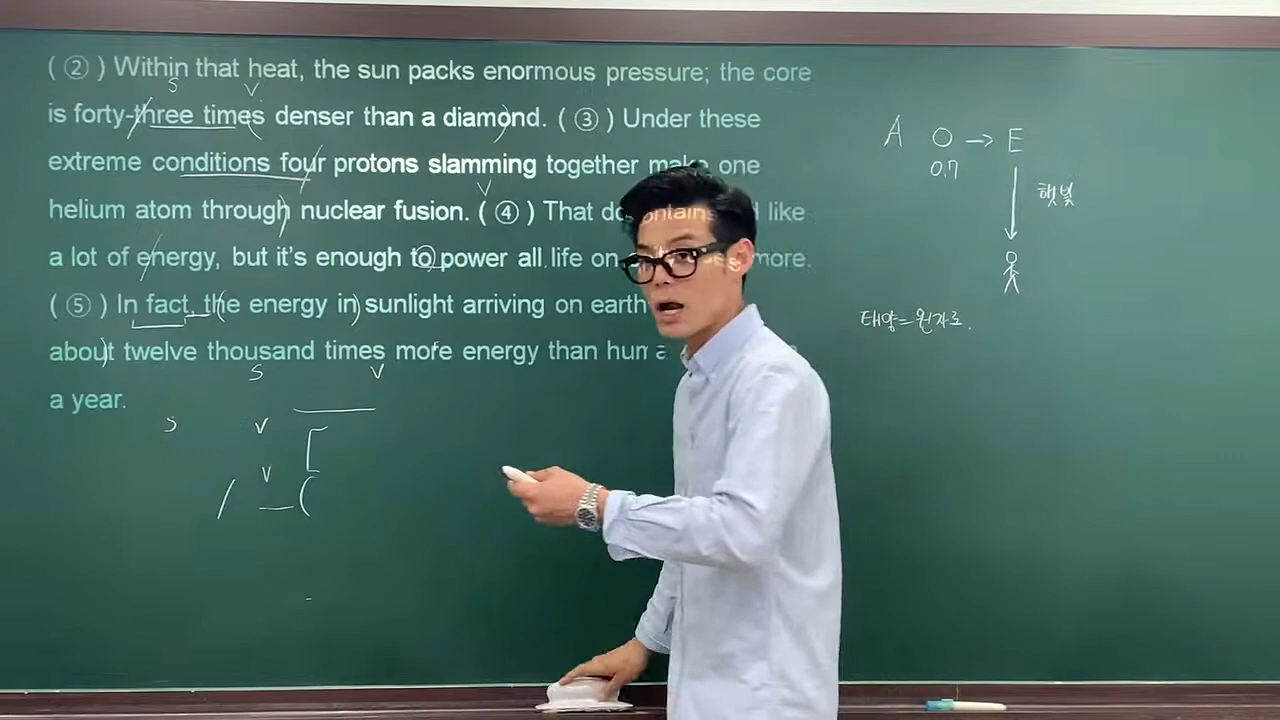 ( ② ) Within that heat, the sun packs enormous pressure; the core
is forty-three times denser than a diamond. ( ③ ) Under these
extreme conditions four protons slamming together make one
helium atom through nuclear fusion. ( ④ ) That like
a lot of energy, but it's enough to power all life on more.
( ⑤ ) In fact, the energy in sunlight arriving on earth
about twelve thousand times more energy than
a year.
S V
V
S V
S V
V
A O → E
0.7
햇빛
태양=원자로.